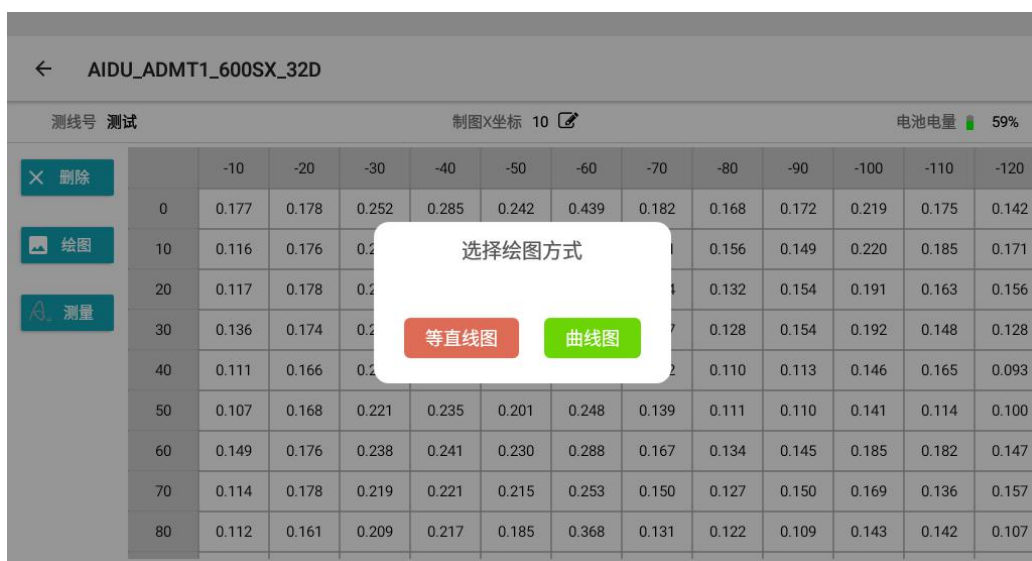 ← AIDU_ADMT1_600SX_32D
测线号 测试 制图X坐标 10 电池电量 59%
删除
绘图
测量
-10 -20 -30 -40 -50 -60 -70 -80 -90 -100 -110 -120
0 0.177 0.178 0.252 0.285 0.242 0.439 0.182 0.168 0.172 0.219 0.175 0.142
10 0.116 0.176 0.156 0.149 0.220 0.185 0.171
20 0.117 0.178 0.132 0.154 0.191 0.163 0.156
30 0.136 0.174 0.128 0.154 0.192 0.148 0.128
40 0.111 0.166 0.110 0.113 0.146 0.165 0.093
50 0.107 0.168 0.221 0.235 0.201 0.248 0.139 0.111 0.110 0.141 0.114 0.100
60 0.149 0.176 0.238 0.241 0.230 0.288 0.167 0.134 0.145 0.185 0.182 0.147
70 0.114 0.178 0.219 0.221 0.215 0.253 0.150 0.127 0.150 0.169 0.136 0.157
80 0.112 0.161 0.209 0.217 0.185 0.368 0.131 0.122 0.109 0.143 0.142 0.107
选择绘图方式
等直线图 曲线图